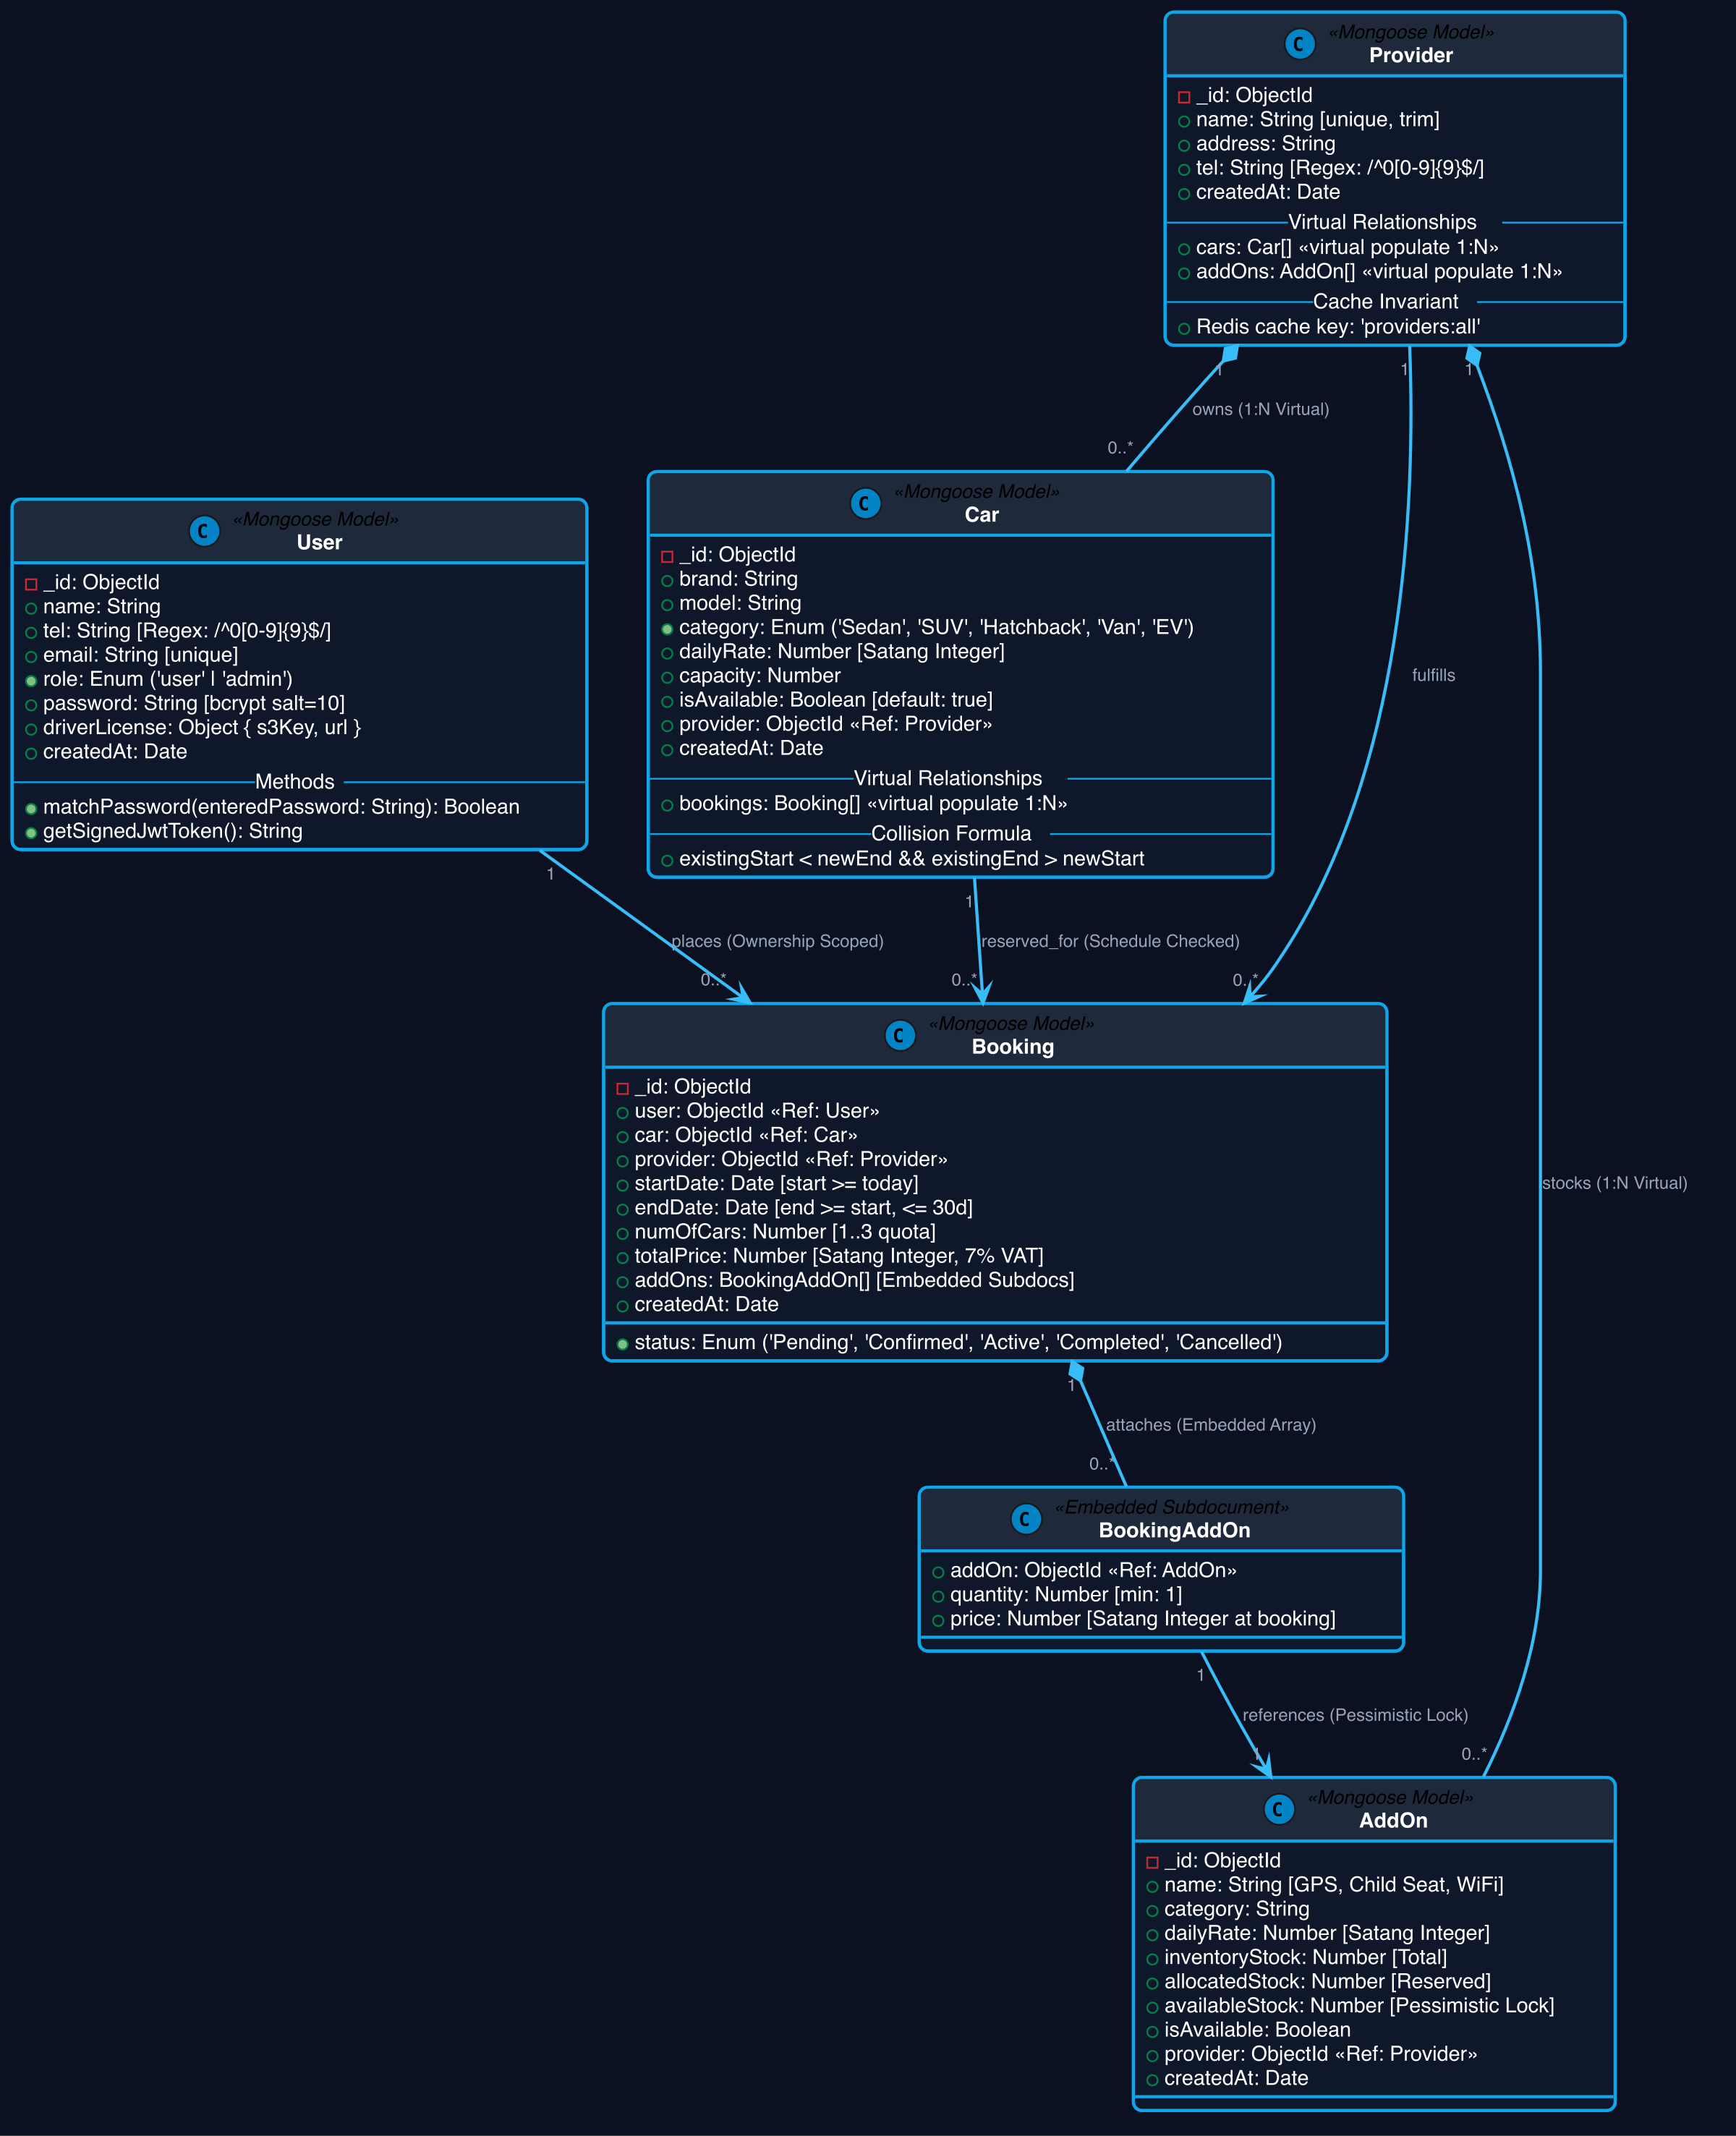 C
«Mongoose Model»
Provider
_id: ObjectId
name: String [unique, trim]
address: String
tel: String [Regex: /^0[0-9]{9}$/]
createdAt: Date
Virtual Relationships
cars: Car[] «virtual populate 1:N»
addOns: AddOn[] «virtual populate 1:N»
Cache Invariant
Redis cache key: 'providers:all'
1
1
1
owns (1:N Virtual)
0..*
C
«Mongoose Model»
User
_id: ObjectId
name: String
tel: String [Regex: /^0[0-9]{9}$/]
email: String [unique]
role: Enum ('user' | 'admin')
password: String [bcrypt salt=10]
driverLicense: Object { s3Key, url }
createdAt: Date
Methods
matchPassword(enteredPassword: String): Boolean
getSignedJwtToken(): String
C
«Mongoose Model»
Car
_id: ObjectId
brand: String
model: String
category: Enum ('Sedan', 'SUV', 'Hatchback', 'Van', 'EV')
dailyRate: Number [Satang Integer]
capacity: Number
isAvailable: Boolean [default: true]
provider: ObjectId «Ref: Provider»
createdAt: Date
Virtual Relationships
bookings: Booking[] «virtual populate 1:N»
Collision Formula
existingStart < newEnd && existingEnd > newStart
fulfills
1
1
places (Ownership Scoped)
reserved_for (Schedule Checked)
0..*
0..*
0..*
C
«Mongoose Model»
Booking
_id: ObjectId
user: ObjectId «Ref: User»
car: ObjectId «Ref: Car»
provider: ObjectId «Ref: Provider»
startDate: Date [start >= today]
endDate: Date [end >= start, <= 30d]
numOfCars: Number [1..3 quota]
totalPrice: Number [Satang Integer, 7% VAT]
addOns: BookingAddOn[] [Embedded Subdocs]
createdAt: Date
status: Enum ('Pending', 'Confirmed', 'Active', 'Completed', 'Cancelled')
stocks (1:N Virtual)
1
attaches (Embedded Array)
0..*
C
«Embedded Subdocument»
BookingAddOn
addOn: ObjectId «Ref: AddOn»
quantity: Number [min: 1]
price: Number [Satang Integer at booking]
1
references (Pessimistic Lock)
1
0..*
C
«Mongoose Model»
AddOn
_id: ObjectId
name: String [GPS, Child Seat, WiFi]
category: String
dailyRate: Number [Satang Integer]
inventoryStock: Number [Total]
allocatedStock: Number [Reserved]
availableStock: Number [Pessimistic Lock]
isAvailable: Boolean
provider: ObjectId «Ref: Provider»
createdAt: Date